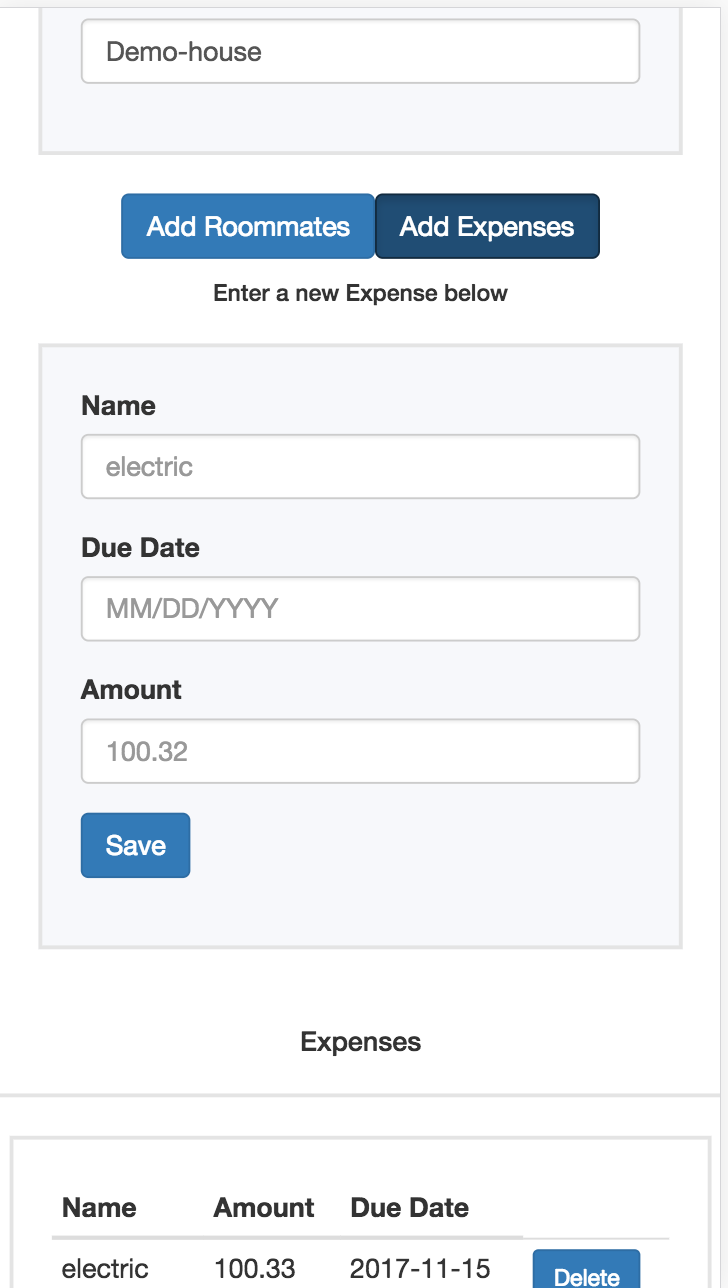 Demo-house
Add Roommates Add Expenses
Enter a new Expense below
Name
electric
Due Date
MM/DD/YYYY
Amount
100.32
Save
Expenses
Name Amount Due Date
electric 100.33 2017-11-15 Delete